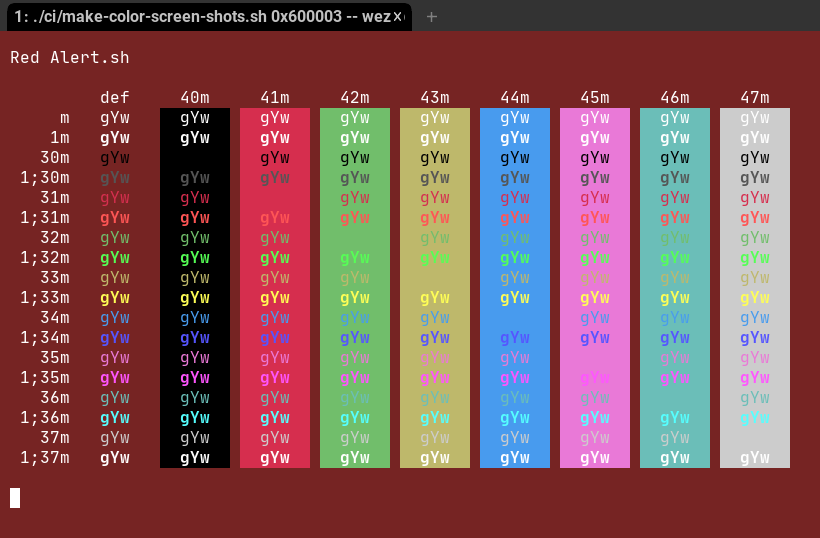 1: ./ci/make-color-screen-shots.sh 0x600003 -- wez
Red Alert.sh
def 40m 41m 42m 43m 44m 45m 46m 47m
m gYw gYw gYw gYw gYw gYw gYw gYw gYw
1m gYw gYw gYw gYw gYw gYw gYw gYw gYw
30m gYw gYw gYw gYw gYw gYw gYw gYw
1;30m gYw gYw gYw gYw gYw gYw gYw gYw gYw
31m gYw gYw gYw gYw gYw gYw gYw gYw
1;31m gYw gYw gYw gYw gYw gYw gYw gYw gYw
32m gYw gYw gYw gYw gYw gYw gYw gYw
1;32m gYw gYw gYw gYw gYw gYw gYw gYw gYw
33m gYw gYw gYw gYw gYw gYw gYw gYw
1;33m gYw gYw gYw gYw gYw gYw gYw gYw gYw
34m gYw gYw gYw gYw gYw gYw gYw gYw
1;34m gYw gYw gYw gYw gYw gYw gYw gYw gYw
35m gYw gYw gYw gYw gYw gYw gYw gYw
1;35m gYw gYw gYw gYw gYw gYw gYw gYw gYw
36m gYw gYw gYw gYw gYw gYw gYw gYw
1;36m gYw gYw gYw gYw gYw gYw gYw gYw gYw
37m gYw gYw gYw gYw gYw gYw gYw gYw
1;37m gYw gYw gYw gYw gYw gYw gYw gYw gYw